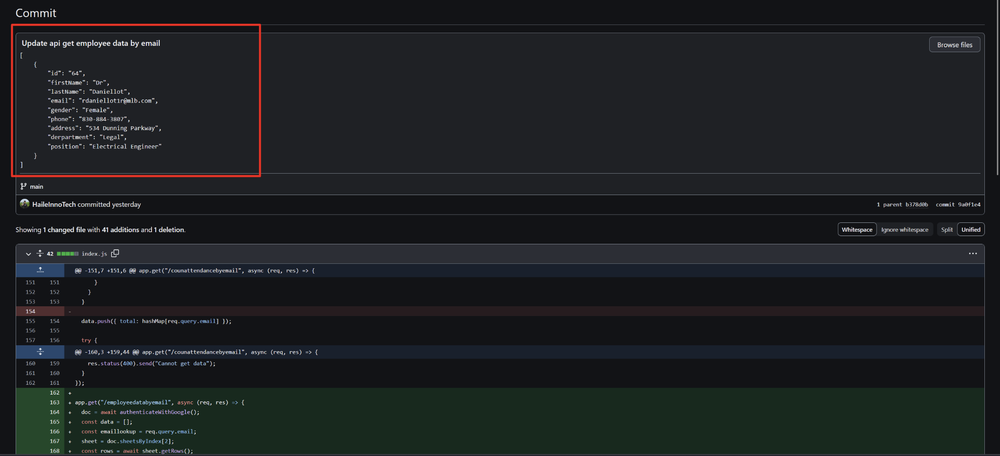 Commit
Update api get employee data by email
Browse files
[
    {
        "id": "64",
        "firstName": "Dr",
        "lastName": "Daniellot",
        "email": "rdaniellot1r@mlb.com",
        "gender": "Female",
        "phone": "830-884-3807",
        "address": "534 Dunning Parkway",
        "derpartment": "Legal",
        "position": "Electrical Engineer"
    }
]
main
HaileInnoTech committed yesterday 1 parent b378d0b commit 9a0f1e4
Showing 1 changed file with 41 additions and 1 deletion. Whitespace Ignore whitespace Split Unified
42 index.js
@@ -151,7 +151,6 @@ app.get("/counattendancebyemail", async (req, res) => {
151 151       }
152 152     }
153 153   }
154 -
155 154   data.push({ total: hashMap[req.query.email] });
156 155
157 156   try {
@@ -160,3 +159,44 @@ app.get("/counattendancebyemail", async (req, res) => {
160 159     res.status(400).send("Cannot get data");
161 160   }
162 161 });
162 +
163 + app.get("/employeedatabyemail", async (req, res) => {
164 +   doc = await authenticateWithGoogle();
165 +   const data = [];
166 +   const emaillookup = req.query.email;
167 +   sheet = doc.sheetsByIndex[2];
168 +   const rows = await sheet.getRows();